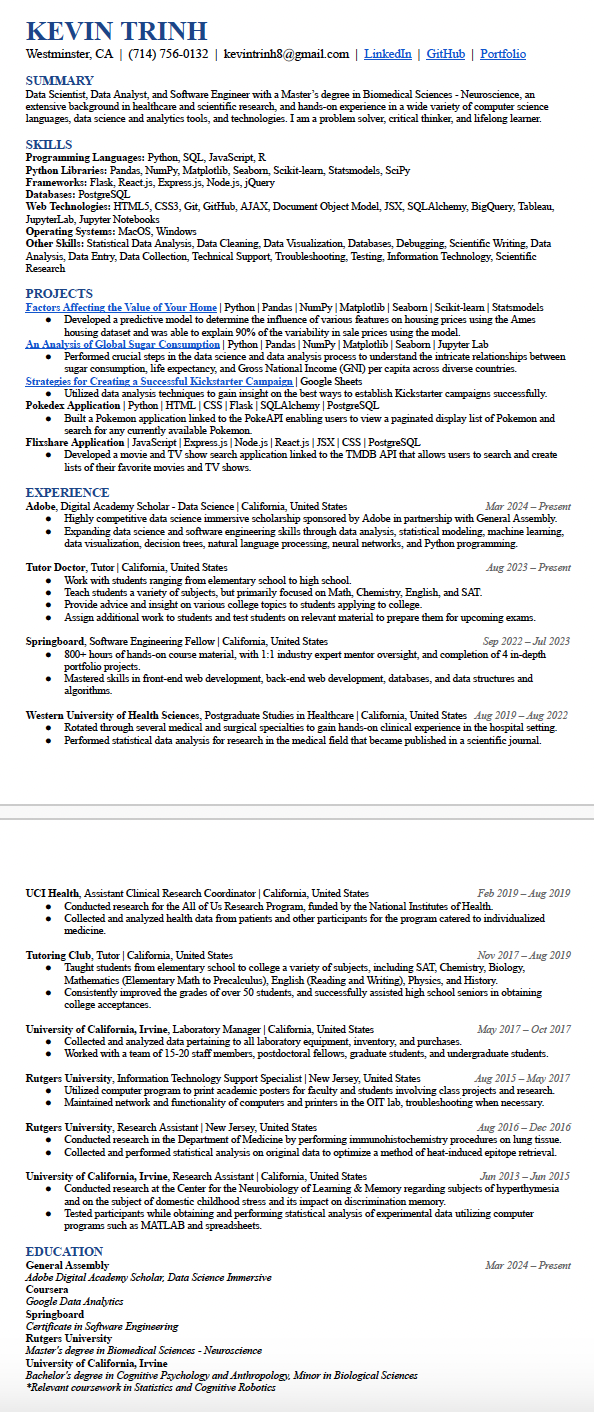 KEVIN TRINH
Westminster, CA | (714) 756-0132 | kevintrinh8@gmail.com | LinkedIn | GitHub | Portfolio
SUMMARY
Data Scientist, Data Analyst, and Software Engineer with a Master's degree in Biomedical Sciences - Neuroscience, an
extensive background in healthcare and scientific research, and hands-on experience in a wide variety of computer science
languages, data science and analytics tools, and technologies. I am a problem solver, critical thinker, and lifelong learner.
SKILLS
Programming Languages: Python, SQL, JavaScript, R
Python Libraries: Pandas, NumPy, Matplotlib, Seaborn, Scikit-learn, Statsmodels, SciPy
Frameworks: Flask, React.js, Express.js, Node.js, jQuery
Databases: PostgreSQL
Web Technologies: HTML5, CSS3, Git, GitHub, AJAX, Document Object Model, JSX, SQLAlchemy, BigQuery, Tableau,
JupyterLab, Jupyter Notebooks
Operating Systems: MacOS, Windows
Other Skills: Statistical Data Analysis, Data Cleaning, Data Visualization, Databases, Debugging, Scientific Writing, Data
Analysis, Data Entry, Data Collection, Technical Support, Troubleshooting, Testing, Information Technology, Scientific
Research
PROJECTS
Factors Affecting the Value of Your Home | Python | Pandas | NumPy | Matplotlib | Seaborn | Scikit-learn | Statsmodels
● Developed a predictive model to determine the influence of various features on housing prices using the Ames
housing dataset and was able to explain 90% of the variability in sale prices using the model.
An Analysis of Global Sugar Consumption | Python | Pandas | NumPy | Matplotlib | Seaborn | Jupyter Lab
● Performed crucial steps in the data science and data analysis process to understand the intricate relationships between
sugar consumption, life expectancy, and Gross National Income (GNI) per capita across diverse countries.
Strategies for Creating a Successful Kickstarter Campaign | Google Sheets
● Utilized data analysis techniques to gain insight on the best ways to establish Kickstarter campaigns successfully.
Pokedex Application | Python | HTML | CSS | Flask | SQLAlchemy | PostgreSQL
● Built a Pokemon application linked to the PokeAPI enabling users to view a paginated display list of Pokemon and
search for any currently available Pokemon.
Flixshare Application | JavaScript | Express.js | Node.js | React.js | JSX | CSS | PostgreSQL
● Developed a movie and TV show search application linked to the TMDB API that allows users to search and create
lists of their favorite movies and TV shows.
EXPERIENCE
Adobe, Digital Academy Scholar - Data Science | California, United States Mar 2024 – Present
● Highly competitive data science immersive scholarship sponsored by Adobe in partnership with General Assembly.
● Expanding data science and software engineering skills through data analysis, statistical modeling, machine learning,
data visualization, decision trees, natural language processing, neural networks, and Python programming.
Tutor Doctor, Tutor | California, United States Aug 2023 – Present
● Work with students ranging from elementary school to high school.
● Teach students a variety of subjects, but primarily focused on Math, Chemistry, English, and SAT.
● Provide advice and insight on various college topics to students applying to college.
● Assign additional work to students and test students on relevant material to prepare them for upcoming exams.
Springboard, Software Engineering Fellow | California, United States Sep 2022 – Jul 2023
● 800+ hours of hands-on course material, with 1:1 industry expert mentor oversight, and completion of 4 in-depth
portfolio projects.
● Mastered skills in front-end web development, back-end web development, databases, and data structures and
algorithms.
Western University of Health Sciences, Postgraduate Studies in Healthcare | California, United States Aug 2019 – Aug 2022
● Rotated through several medical and surgical specialties to gain hands-on clinical experience in the hospital setting.
● Performed statistical data analysis for research in the medical field that became published in a scientific journal.
UCI Health, Assistant Clinical Research Coordinator | California, United States Feb 2019 – Aug 2019
● Conducted research for the All of Us Research Program, funded by the National Institutes of Health.
● Collected and analyzed health data from patients and other participants for the program catered to individualized
medicine.
Tutoring Club, Tutor | California, United States Nov 2017 – Aug 2019
● Taught students from elementary school to college a variety of subjects, including SAT, Chemistry, Biology,
Mathematics (Elementary Math to Precalculus), English (Reading and Writing), Physics, and History.
● Consistently improved the grades of over 50 students, and successfully assisted high school seniors in obtaining
college acceptances.
University of California, Irvine, Laboratory Manager | California, United States May 2017 – Oct 2017
● Collected and analyzed data pertaining to all laboratory equipment, inventory, and purchases.
● Worked with a team of 15-20 staff members, postdoctoral fellows, graduate students, and undergraduate students.
Rutgers University, Information Technology Support Specialist | New Jersey, United States Aug 2015 – May 2017
● Utilized computer program to print academic posters for faculty and students involving class projects and research.
● Maintained network and functionality of computers and printers in the OIT lab, troubleshooting when necessary.
Rutgers University, Research Assistant | New Jersey, United States Aug 2016 – Dec 2016
● Conducted research in the Department of Medicine by performing immunohistochemistry procedures on lung tissue.
● Collected and performed statistical analysis on original data to optimize a method of heat-induced epitope retrieval.
University of California, Irvine, Research Assistant | California, United States Jun 2013 – Jun 2015
● Conducted research at the Center for the Neurobiology of Learning & Memory regarding subjects of hyperthymesia
and on the subject of domestic childhood stress and its impact on discrimination memory.
● Tested participants while obtaining and performing statistical analysis of experimental data utilizing computer
programs such as MATLAB and spreadsheets.
EDUCATION
General Assembly Mar 2024 – Present
Adobe Digital Academy Scholar, Data Science Immersive
Coursera
Google Data Analytics
Springboard
Certificate in Software Engineering
Rutgers University
Master's degree in Biomedical Sciences - Neuroscience
University of California, Irvine
Bachelor's degree in Cognitive Psychology and Anthropology, Minor in Biological Sciences
*Relevant coursework in Statistics and Cognitive Robotics